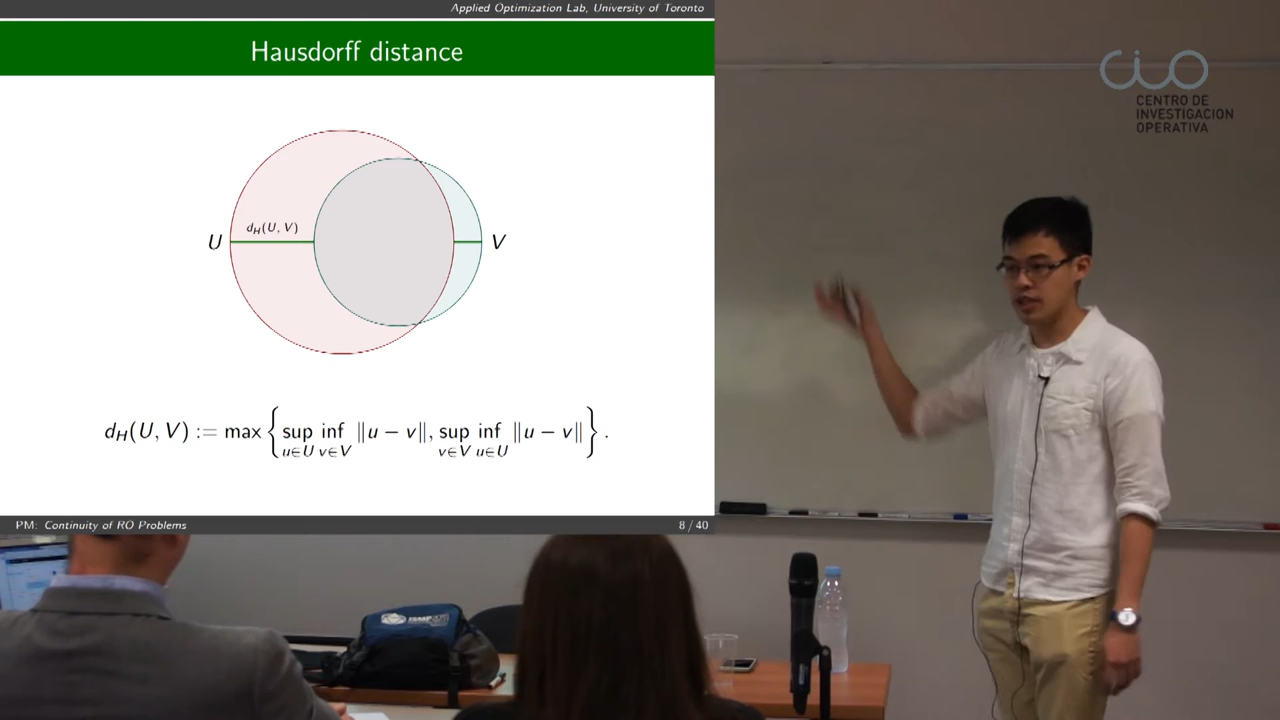 Applied Optimization Lab, University of Toronto
Hausdorff distance
d_H(U, V)
U
V
d_H(U, V) := max { sup_{u∈U} inf_{v∈V} ‖u − v‖, sup_{v∈V} inf_{u∈U} ‖u − v‖ } .
PM: Continuity of RO Problems
8 / 40
CIO
CENTRO DE
INVESTIGACION
OPERATIVA